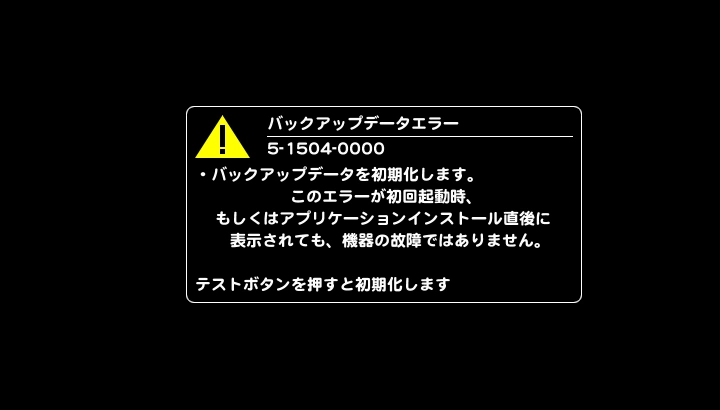 バックアップデータエラー
5-1504-0000
・バックアップデータを初期化します。
このエラーが初回起動時、
もしくはアプリケーションインストール直後に
表示されても、機器の故障ではありません。
テストボタンを押すと初期化します